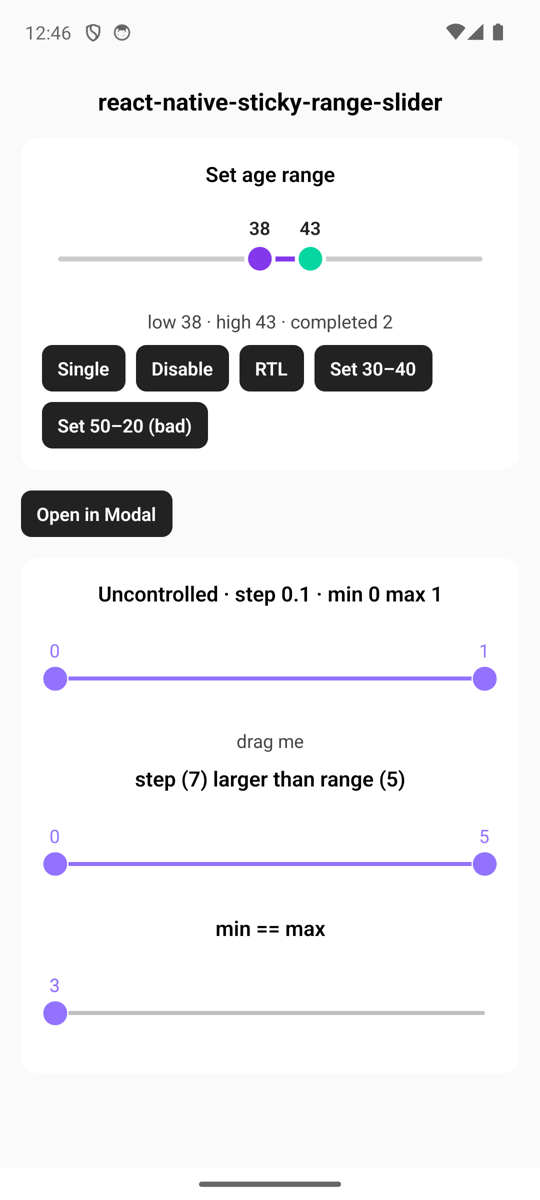 12:46
react-native-sticky-range-slider
Set age range
38 43
low 38 · high 43 · completed 2
Single Disable RTL Set 30–40
Set 50–20 (bad)
Open in Modal
Uncontrolled · step 0.1 · min 0 max 1
0 1
drag me
step (7) larger than range (5)
0 5
min == max
3